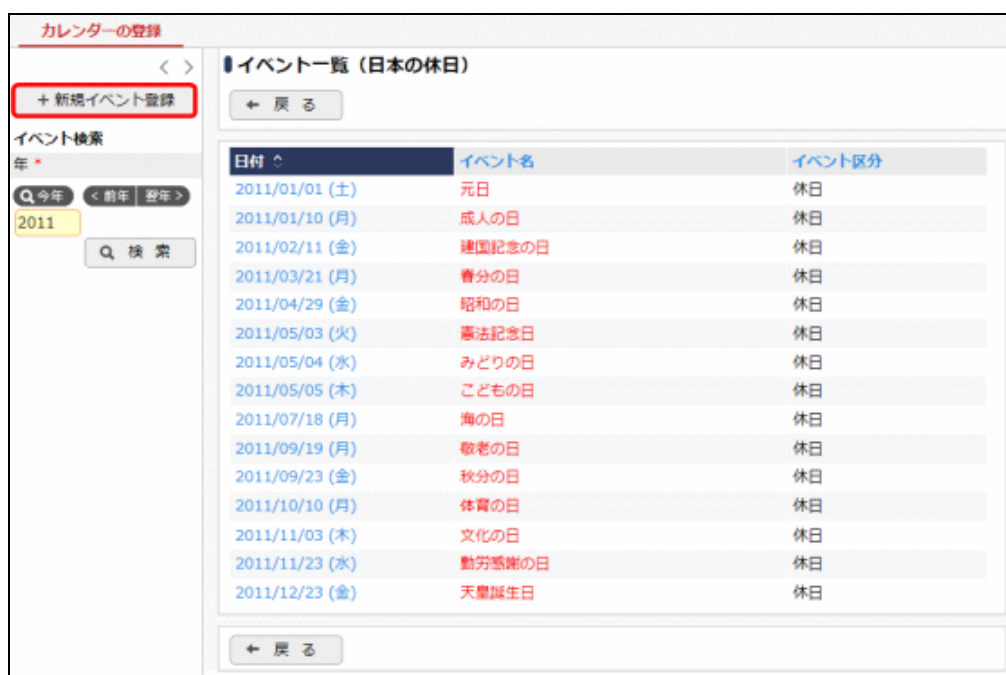 カレンダーの登録
< >
+ 新規イベント登録
イベント検索
年 *
今年 < 前年 翌年 >
2011
検 索
イベント一覧（日本の休日）
← 戻 る
日付 イベント名 イベント区分
2011/01/01 (土) 元日 休日
2011/01/10 (月) 成人の日 休日
2011/02/11 (金) 建国記念の日 休日
2011/03/21 (月) 春分の日 休日
2011/04/29 (金) 昭和の日 休日
2011/05/03 (火) 憲法記念日 休日
2011/05/04 (水) みどりの日 休日
2011/05/05 (木) こどもの日 休日
2011/07/18 (月) 海の日 休日
2011/09/19 (月) 敬老の日 休日
2011/09/23 (金) 秋分の日 休日
2011/10/10 (月) 体育の日 休日
2011/11/03 (木) 文化の日 休日
2011/11/23 (水) 勤労感謝の日 休日
2011/12/23 (金) 天皇誕生日 休日
← 戻 る